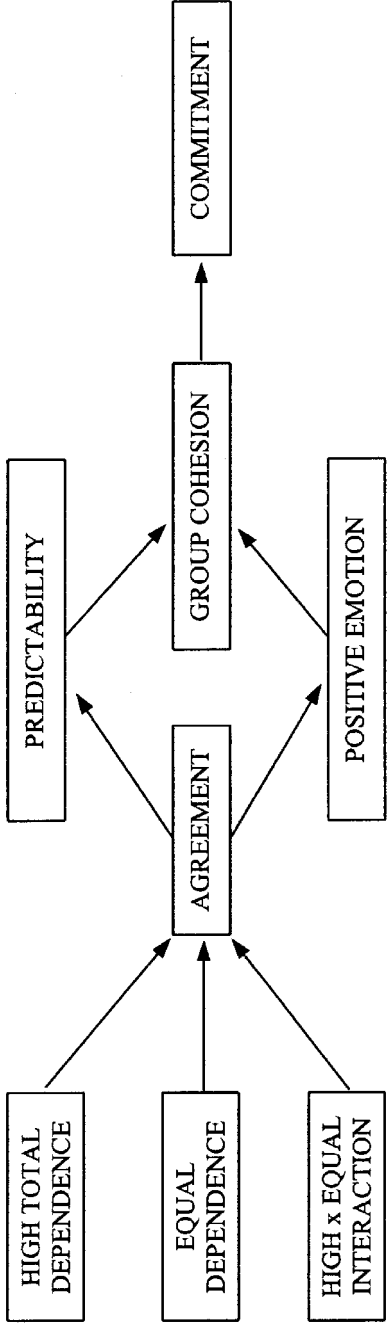 HIGH TOTAL
DEPENDENCE
EQUAL
DEPENDENCE
HIGH x EQUAL
INTERACTION
AGREEMENT
PREDICTABILITY
POSITIVE EMOTION
GROUP COHESION
COMMITMENT